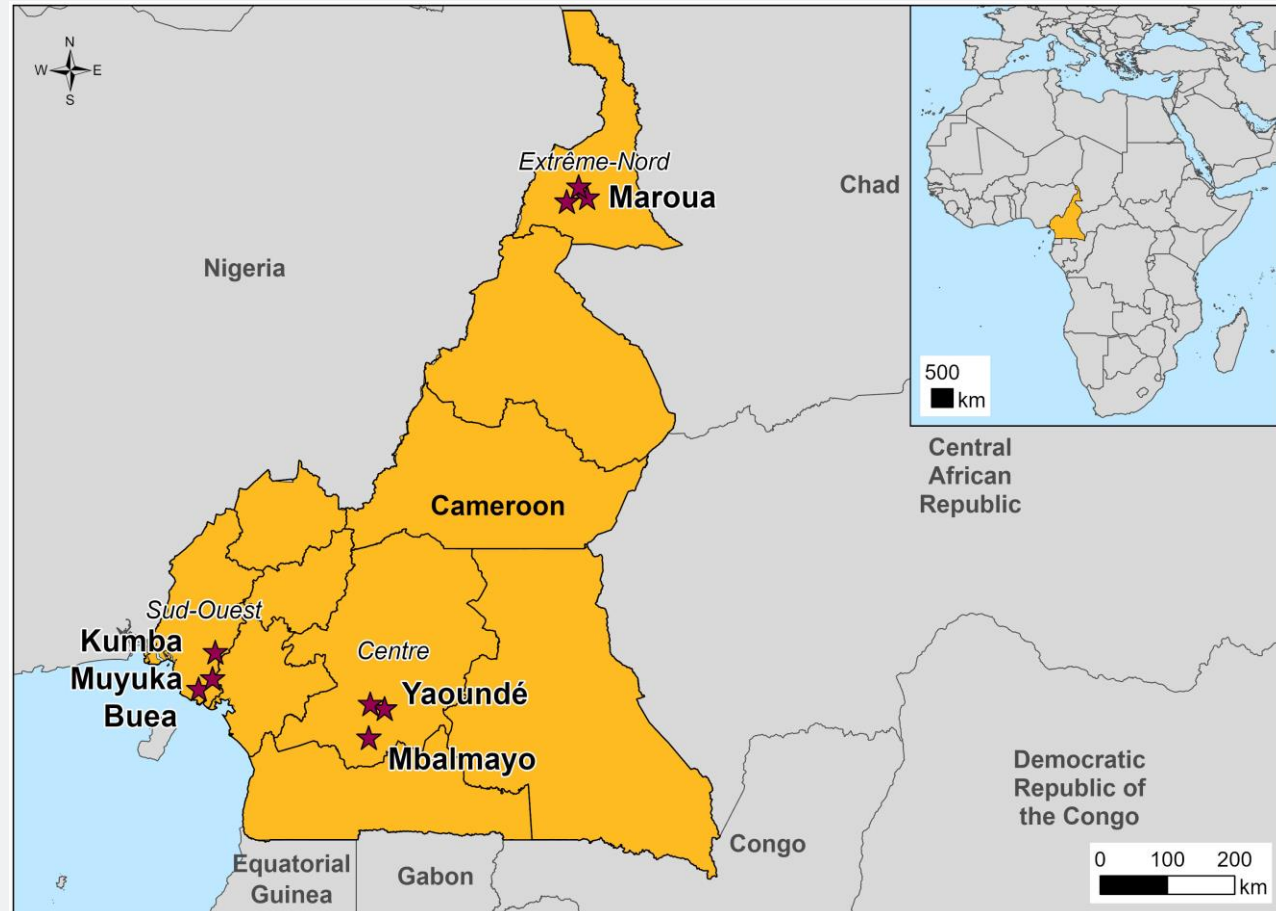 N
W E
S
Extrême-Nord
Maroua
Chad
Nigeria
500
km
Central
African
Republic
Cameroon
Sud-Ouest
Kumba
Muyuka
Buea
Centre
Yaoundé
Mbalmayo
Democratic
Republic of
the Congo
Congo
Equatorial
Guinea
Gabon
0 100 200
km